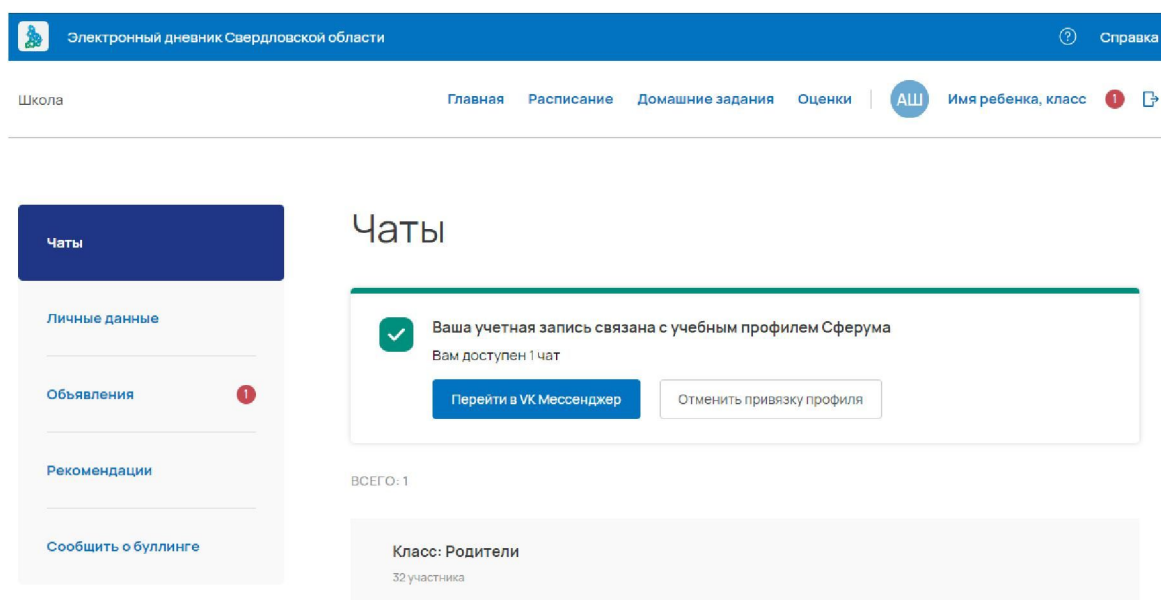 Электронный дневник Свердловской области
? Справка
Школа
Главная Расписание Домашние задания Оценки АШ Имя ребенка, класс 1
Чаты
Личные данные
Объявления 1
Рекомендации
Сообщить о буллинге
Чаты
Ваша учетная запись связана с учебным профилем Сферума
Вам доступен 1 чат
Перейти в VK Мессенджер Отменить привязку профиля
ВСЕГО: 1
Класс: Родители
32 участника